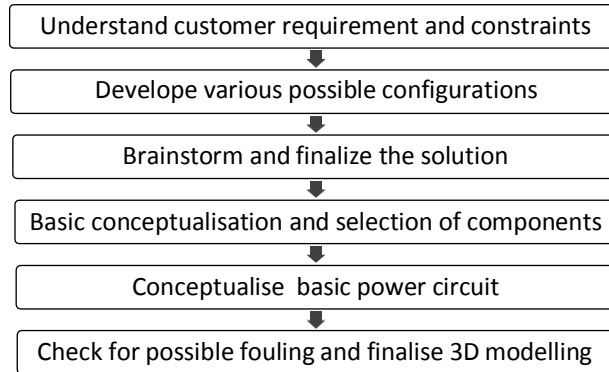 Understand customer requirement and constraints
Develope various possible configurations
Brainstorm and finalize the solution
Basic conceptualisation and selection of components
Conceptualise basic power circuit
Check for possible fouling and finalise 3D modelling